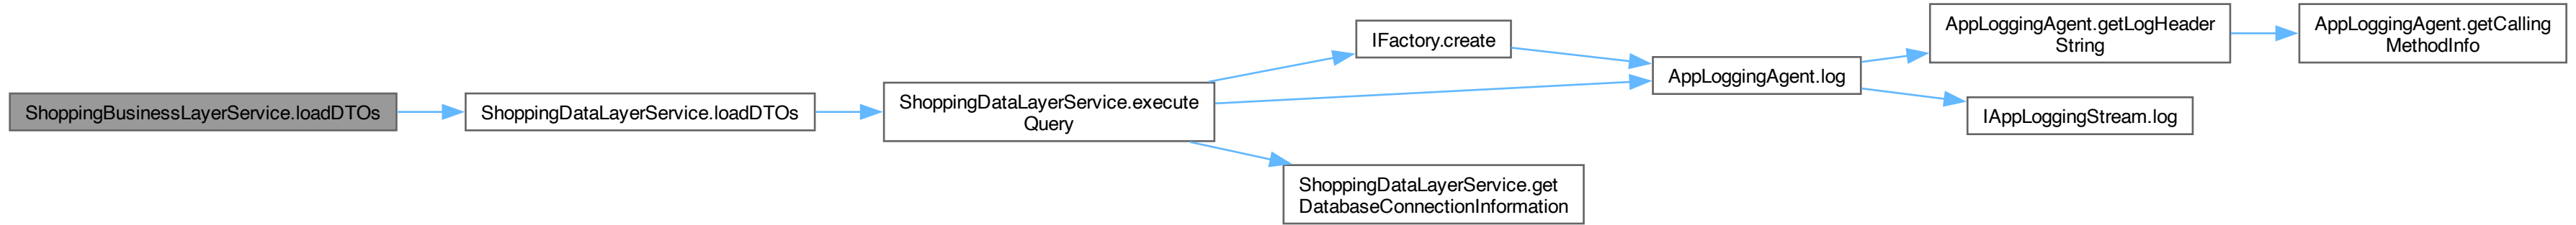 ShoppingBusinessLayerService.loadDTOs
ShoppingDataLayerService.loadDTOs
ShoppingDataLayerService.execute
Query
IFactory.create
ShoppingDataLayerService.get
DatabaseConnectionInformation
AppLoggingAgent.log
AppLoggingAgent.getLogHeader
String
IAppLoggingStream.log
AppLoggingAgent.getCalling
MethodInfo